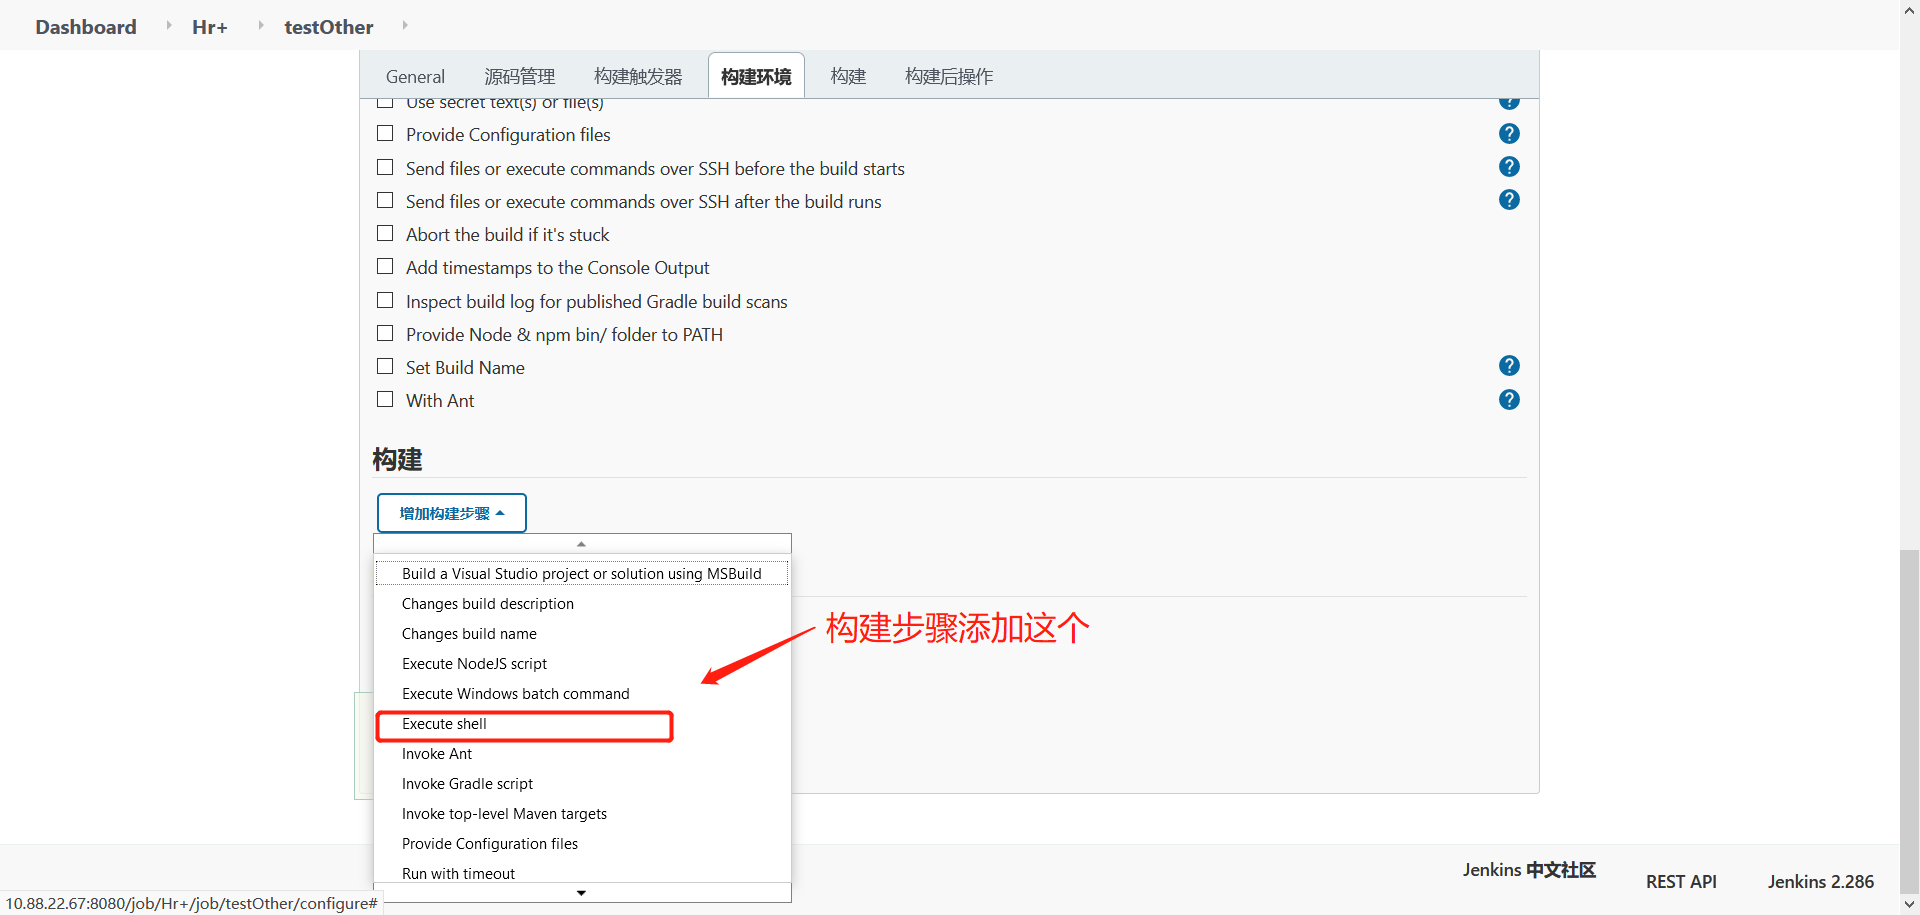 Dashboard Hr+ testOther
General 源码管理 构建触发器 构建环境 构建 构建后操作
Use secret text(s) or file(s)
Provide Configuration files
Send files or execute commands over SSH before the build starts
Send files or execute commands over SSH after the build runs
Abort the build if it's stuck
Add timestamps to the Console Output
Inspect build log for published Gradle build scans
Provide Node & npm bin/ folder to PATH
Set Build Name
With Ant
构建
增加构建步骤
Build a Visual Studio project or solution using MSBuild
Changes build description
Changes build name
构建步骤添加这个
Execute NodeJS script
Execute Windows batch command
Execute shell
Invoke Ant
Invoke Gradle script
Invoke top-level Maven targets
Provide Configuration files
Run with timeout
Jenkins 中文社区 REST API Jenkins 2.286
10.88.22.67:8080/job/Hr+/job/testOther/configure#